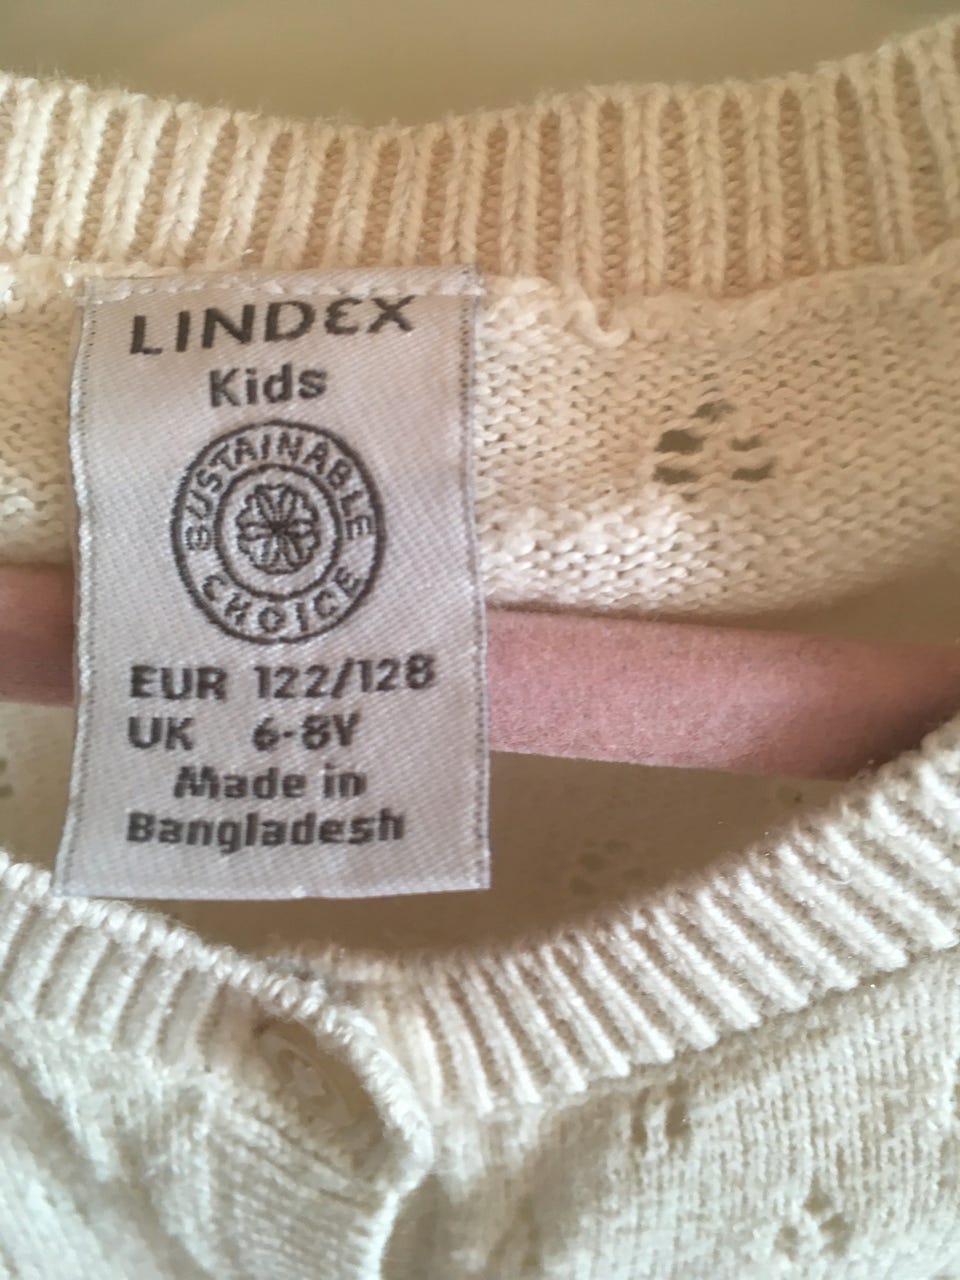 LINDEX
Kids
SUSTAINABLE
CHOICE
EUR 122/128
UK 6-8Y
Made in
Bangladesh